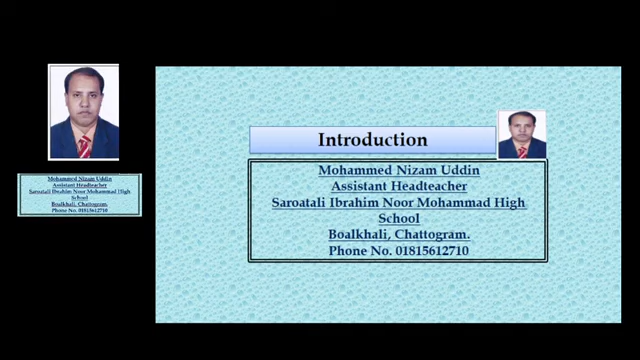 Mohammed Nizam Uddin
Assistant Headteacher
Saroatali Ibrahim Noor Mohammad High
School
Boalkhali, Chattogram.
Phone No. 01815612710
Introduction
Mohammed Nizam Uddin
Assistant Headteacher
Saroatali Ibrahim Noor Mohammad High
School
Boalkhali, Chattogram.
Phone No. 01815612710